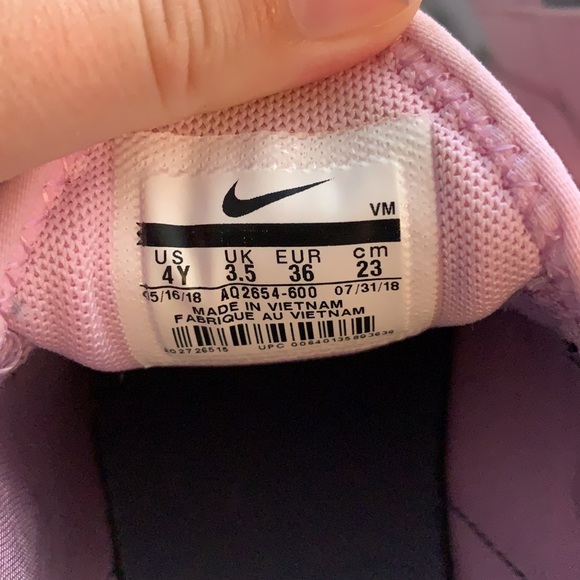 VM
US UK EUR cm
4Y 3.5 36 23
05/16/18 AQ2654-600 07/31/18
MADE IN VIETNAM
FABRIQUE AU VIETNAM
UPC 00640135893636